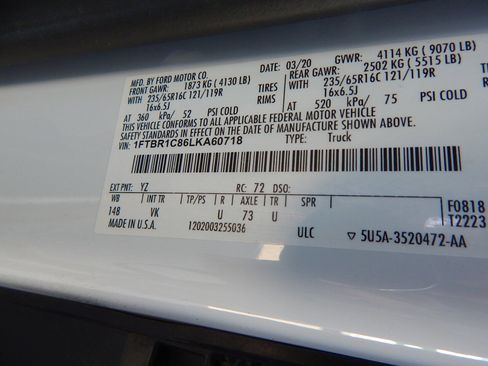 MFD. BY FORD MOTOR CO.
DATE: 03/20 GVWR: 4114 KG ( 9070 LB)
FRONT GAWR: 1873 KG ( 4130 LB) REAR GAWR: 2502 KG ( 5515 LB)
WITH 235/65R16C 121/119R TIRES WITH 235/65R16C 121/119R TIRES
16x6.5J RIMS 16x6.5J RIMS
AT 360 kPa/ 52 PSI COLD AT 520 kPa/ 75 PSI COLD
THIS VEHICLE CONFORMS TO ALL APPLICABLE FEDERAL MOTOR VEHICLE
SAFETY STANDARDS IN EFFECT ON THE DATE OF MANUFACTURE SHOWN ABOVE.
VIN: 1FTBR1C86LKA60718 TYPE: Truck
EXT PNT: YZ RC: 72 DSO:
WB INT TR TP/PS R AXLE TR SPR F0818
148 VK U 73 U T2223
MADE IN U.S.A. 1202003255036 ULC ▽ 5U5A-3520472-AA